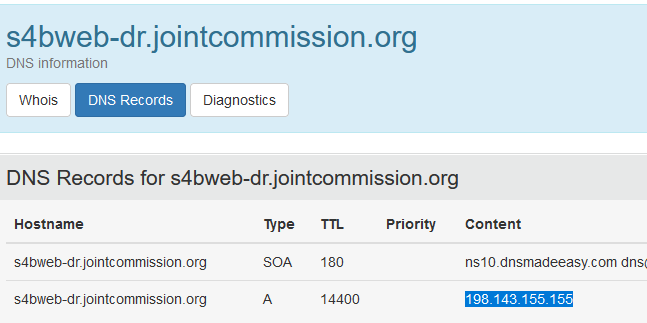 s4bweb-dr.jointcommission.org
DNS information
Whois DNS Records Diagnostics
DNS Records for s4bweb-dr.jointcommission.org
Hostname Type TTL Priority Content
s4bweb-dr.jointcommission.org SOA 180 ns10.dnsmadeeasy.com dns@
s4bweb-dr.jointcommission.org A 14400 198.143.155.155